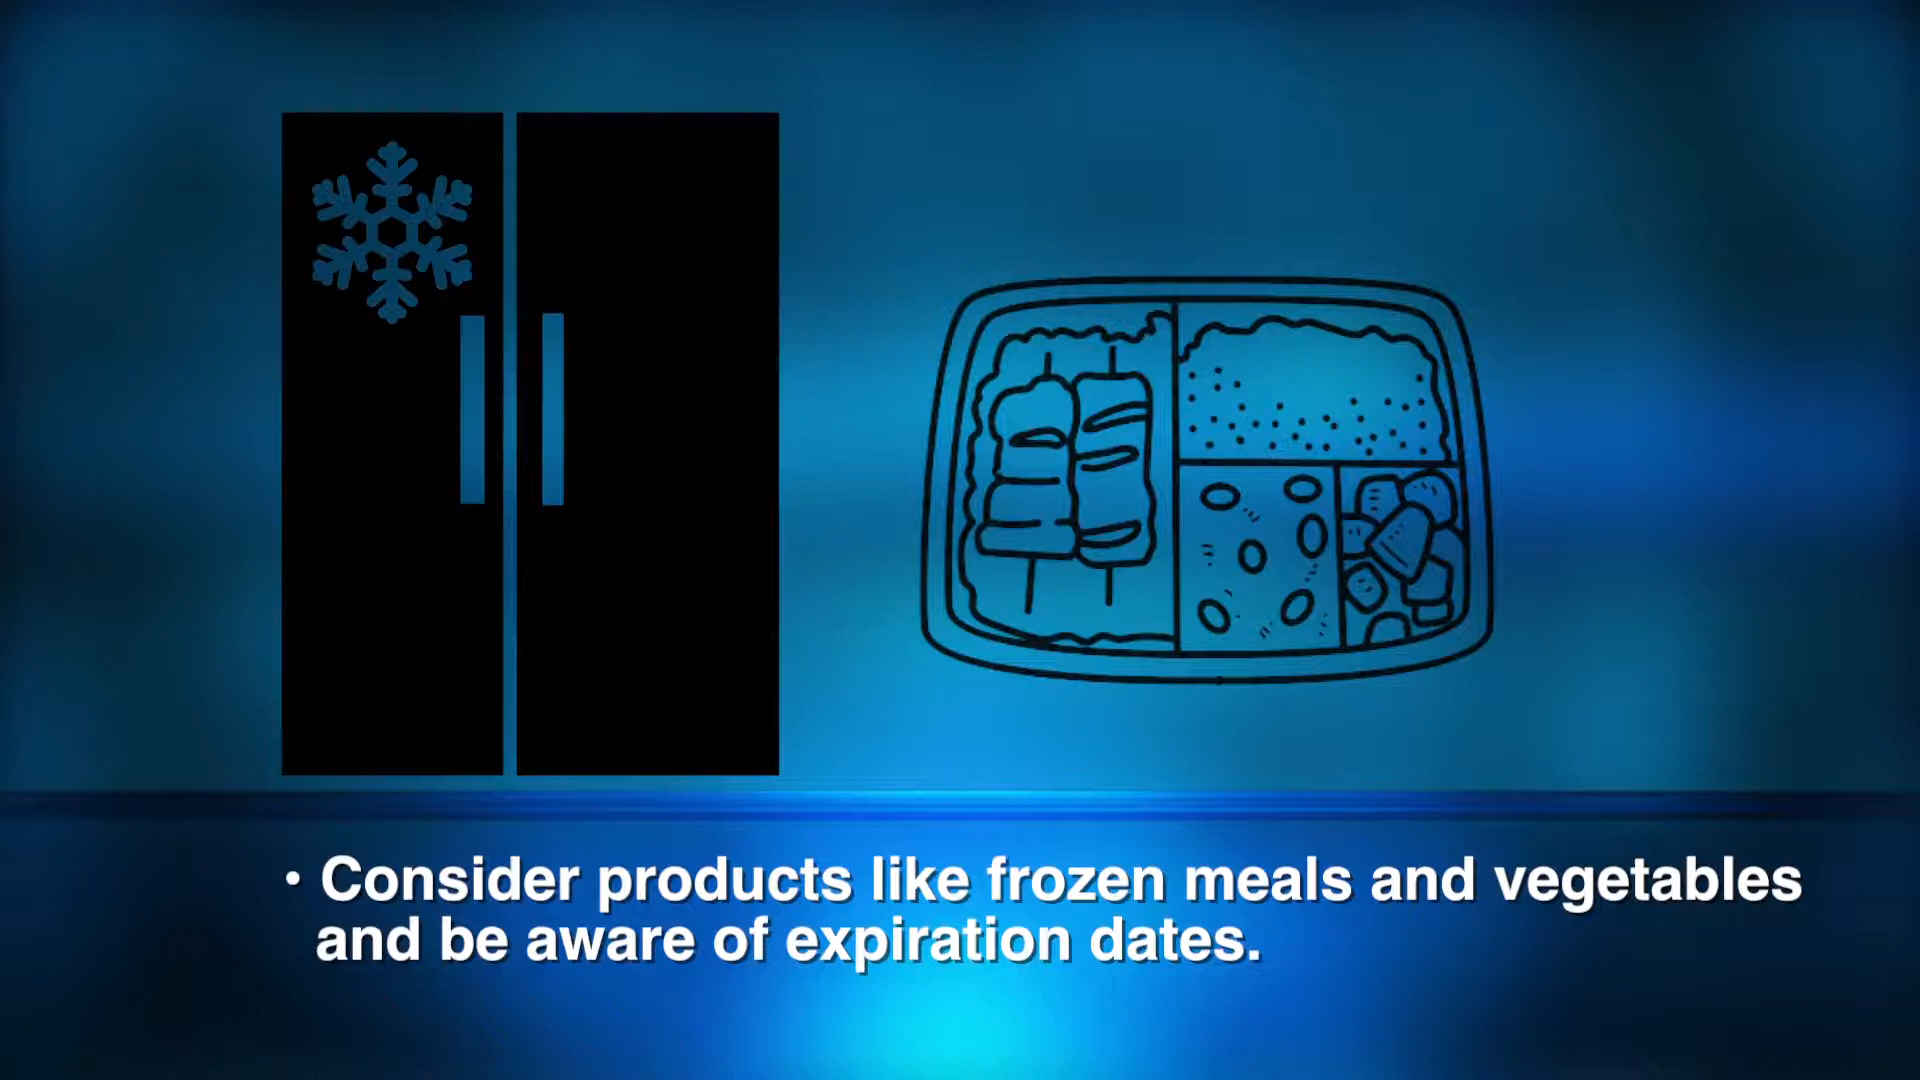 • Consider products like frozen meals and vegetables
and be aware of expiration dates.